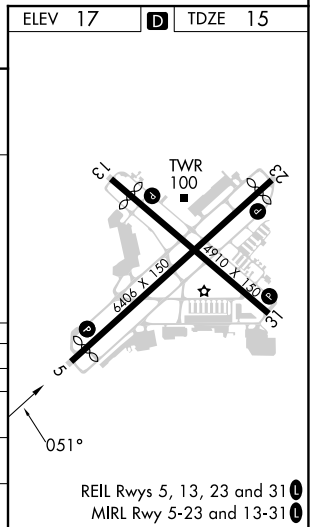 ELEV 17 D TDZE 15
13
TWR
100
23
P
P
6406 X 150
4910 X 150
P
P
31
5
051°
REIL Rwys 5, 13, 23 and 31 L
MIRL Rwy 5-23 and 13-31 L